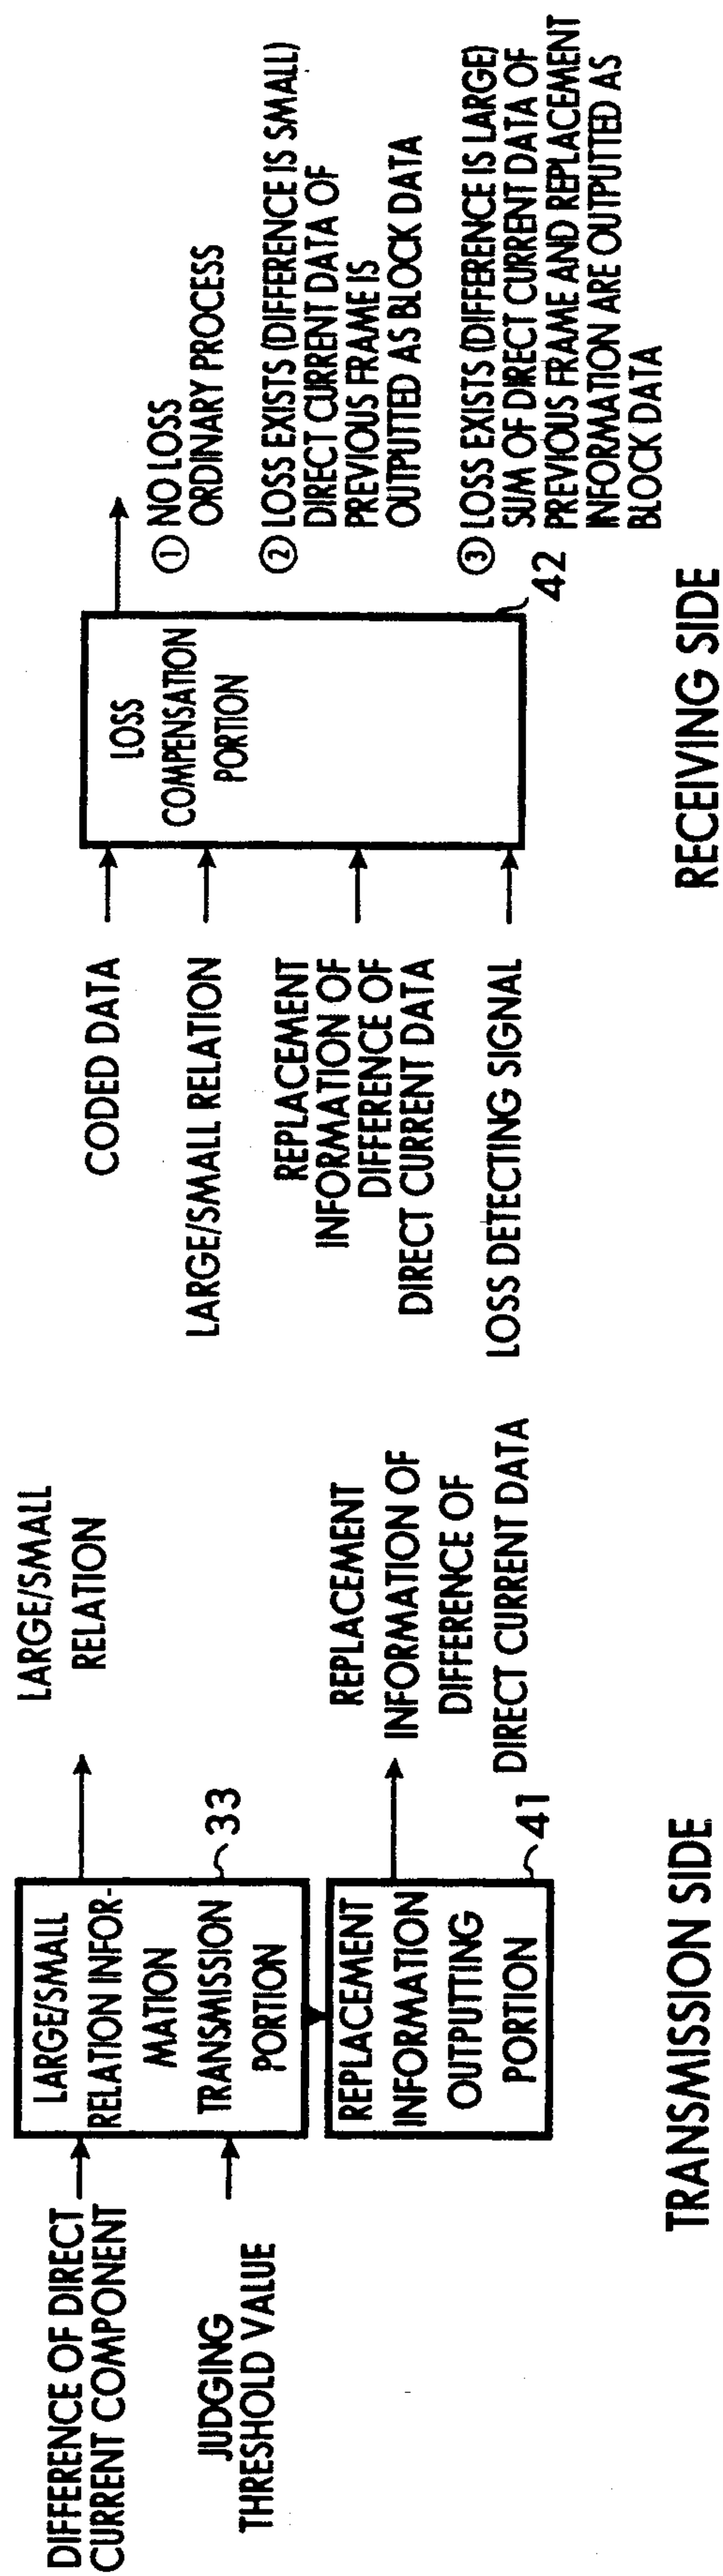 DIFFERENCE OF DIRECT
CURRENT COMPONENT
JUDGING
THRESHOLD VALUE
LARGE/SMALL
RELATION INFOR-
MATION
TRANSMISSION
PORTION
33
LARGE/SMALL
RELATION
REPLACEMENT
INFORMATION
OUTPUTTING
PORTION
41
REPLACEMENT
INFORMATION OF
DIFFERENCE OF
DIRECT CURRENT DATA
TRANSMISSION SIDE
CODED DATA
LARGE/SMALL RELATION
REPLACEMENT
INFORMATION OF
DIFFERENCE OF
DIRECT CURRENT DATA
LOSS DETECTING SIGNAL
LOSS
COMPENSATION
PORTION
42
① NO LOSS
ORDINARY PROCESS
② LOSS EXISTS (DIFFERENCE IS SMALL)
DIRECT CURRENT DATA OF
PREVIOUS FRAME IS
OUTPUTTED AS BLOCK DATA
③ LOSS EXISTS (DIFFERENCE IS LARGE)
SUM OF DIRECT CURRENT DATA OF
PREVIOUS FRAME AND REPLACEMENT
INFORMATION ARE OUTPUTTED AS
BLOCK DATA
RECEIVING SIDE